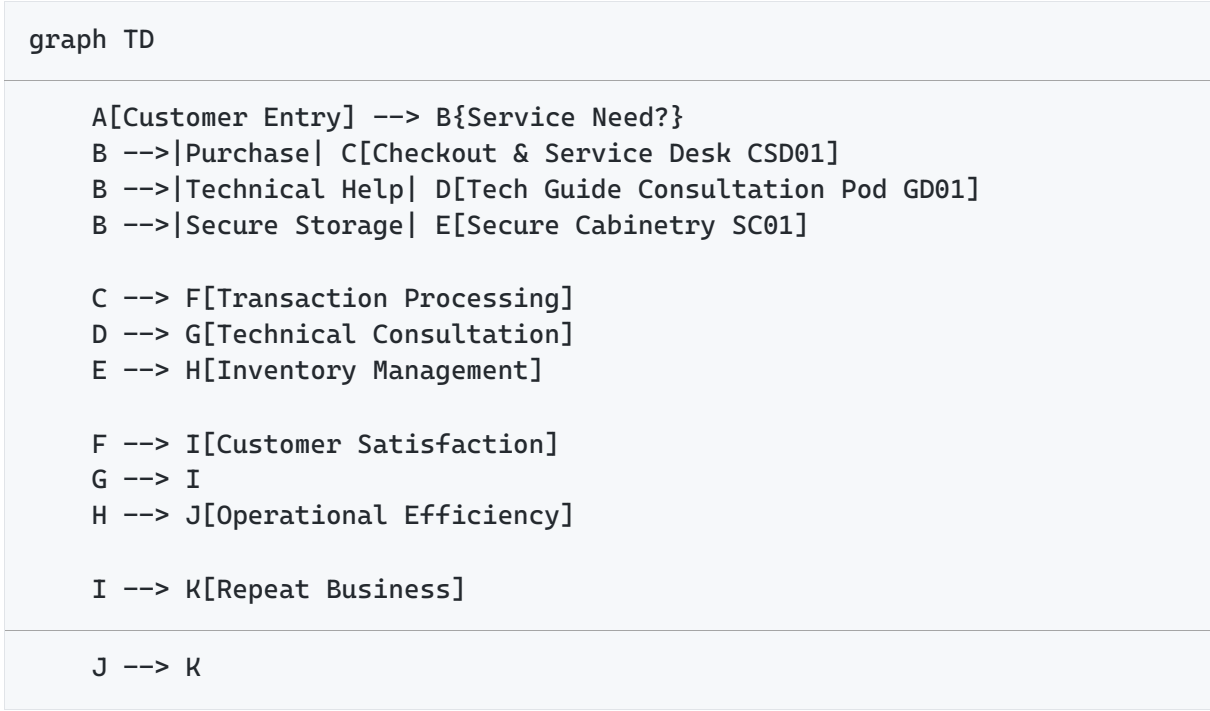 graph TD
A[Customer Entry] --> B{Service Need?}
B -->|Purchase| C[Checkout & Service Desk CSD01]
B -->|Technical Help| D[Tech Guide Consultation Pod GD01]
B -->|Secure Storage| E[Secure Cabinetry SC01]
C --> F[Transaction Processing]
D --> G[Technical Consultation]
E --> H[Inventory Management]
F --> I[Customer Satisfaction]
G --> I
H --> J[Operational Efficiency]
I --> K[Repeat Business]
J --> K